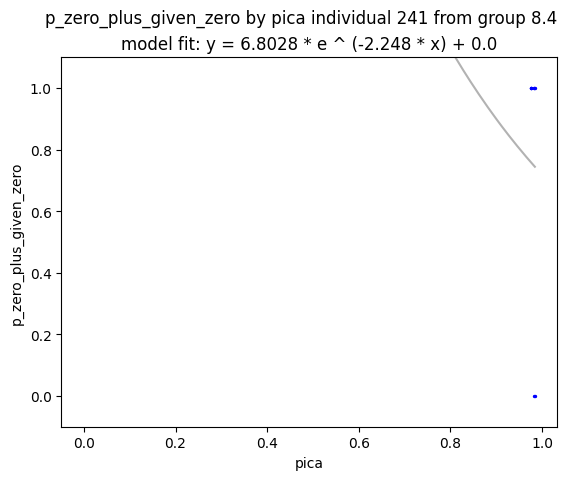 p_zero_plus_given_zero by pica individual 241 from group 8.4
model fit: y = 6.8028 * e ^ (-2.248 * x) + 0.0
p_zero_plus_given_zero
1.0
0.8
0.6
0.4
0.2
0.0
0.0 0.2 0.4 0.6 0.8 1.0
pica